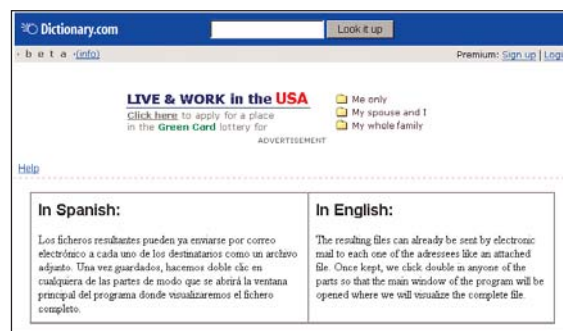 Dictionary.com
Look it up
· b e t a ·(info)
Premium: Sign up | Logi
LIVE & WORK in the USA
Click here to apply for a place
in the Green Card lottery for
Me only
My spouse and I
My whole family
ADVERTISEMENT
Help
In Spanish:
Los ficheros resultantes pueden ya enviarse por correo
electrónico a cada uno de los destinatarios como un archivo
adjunto. Una vez guardados, hacemos doble clic en
cualquiera de las partes de modo que se abrirá la ventana
principal del programa donde visualizaremos el fichero
completo.
In English:
The resulting files can already be sent by electronic
mail to each one of the adressees like an attached
file. Once kept, we click double in anyone of the
parts so that the main window of the program will be
opened where we will visualize the complete file.